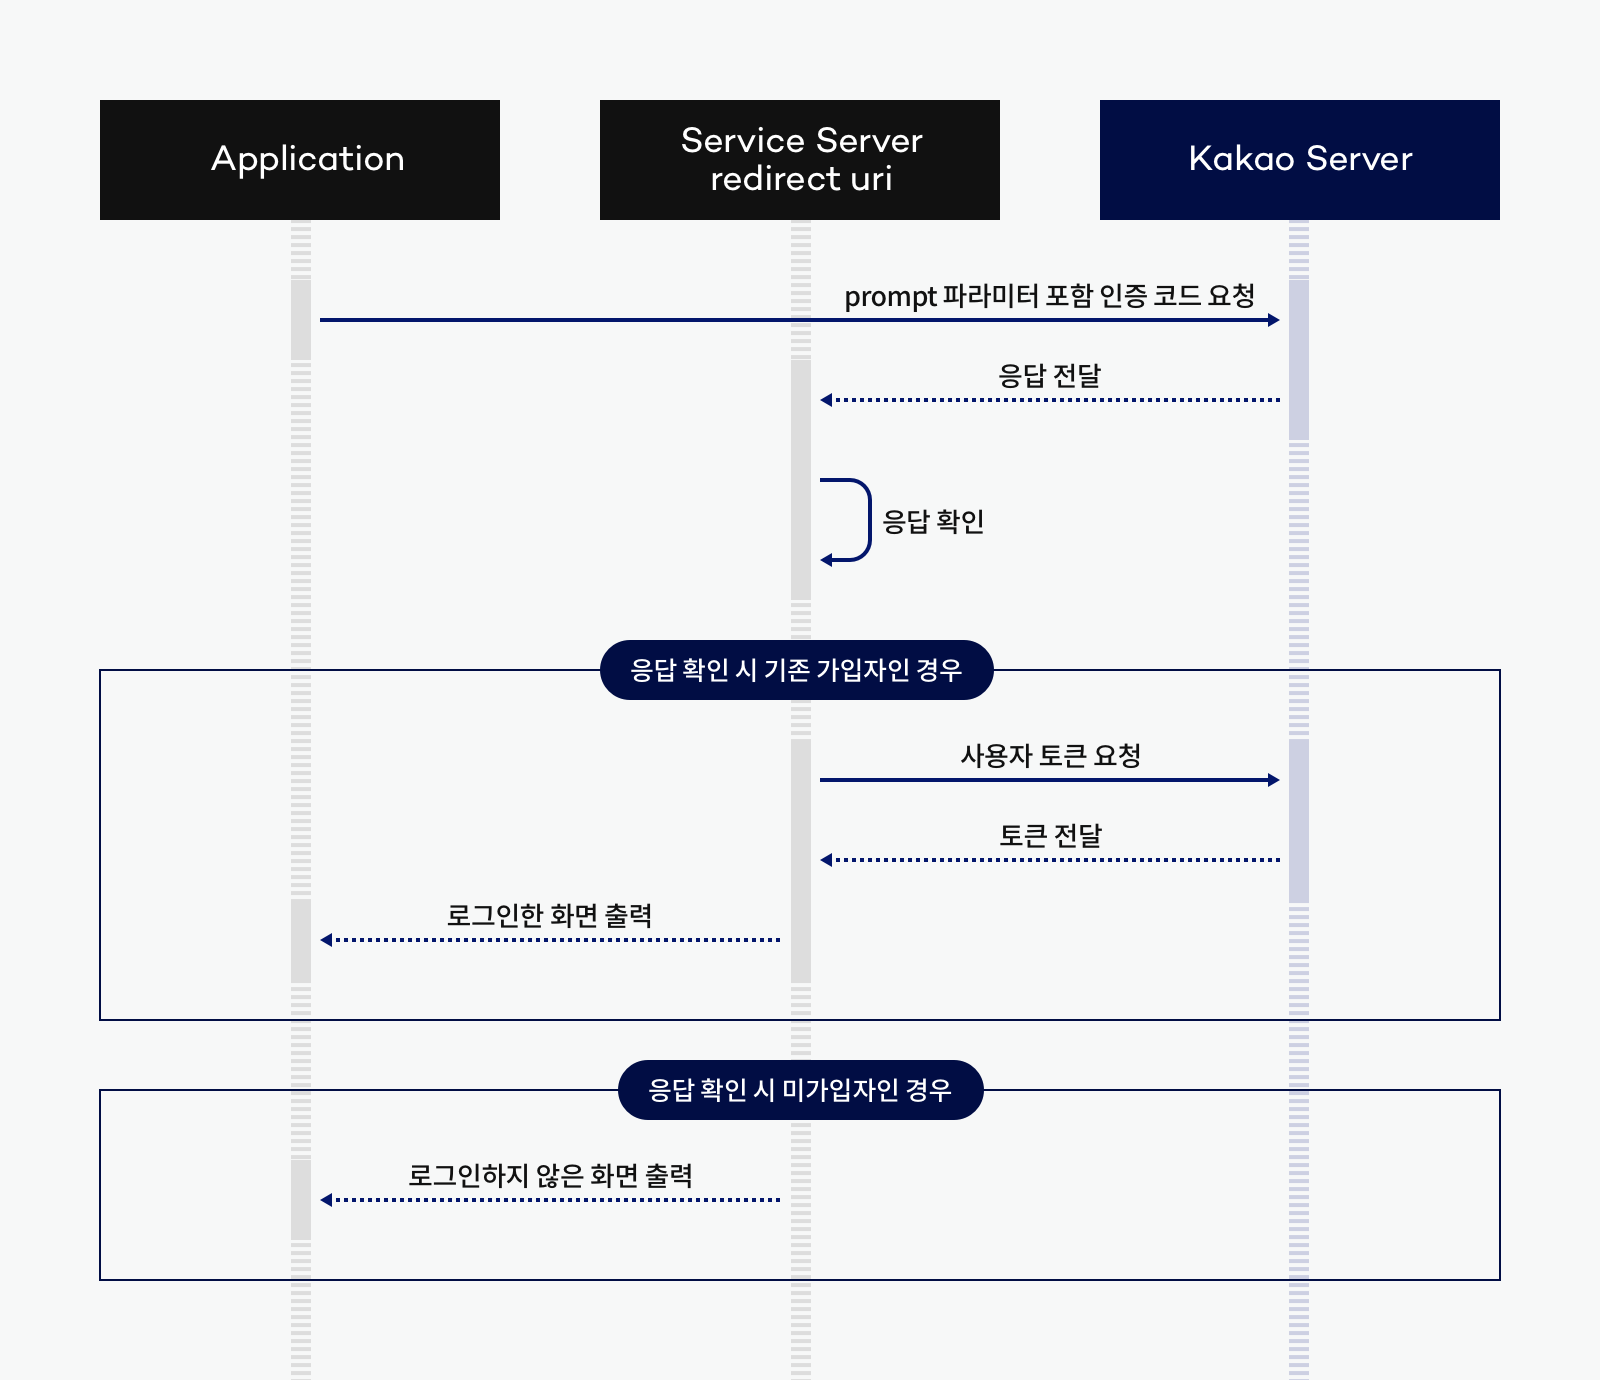 Application
Service Server
redirect uri
Kakao Server
prompt 파라미터 포함 인증 코드 요청
응답 전달
응답 확인
응답 확인 시 기존 가입자인 경우
사용자 토큰 요청
토큰 전달
로그인한 화면 출력
응답 확인 시 미가입자인 경우
로그인하지 않은 화면 출력